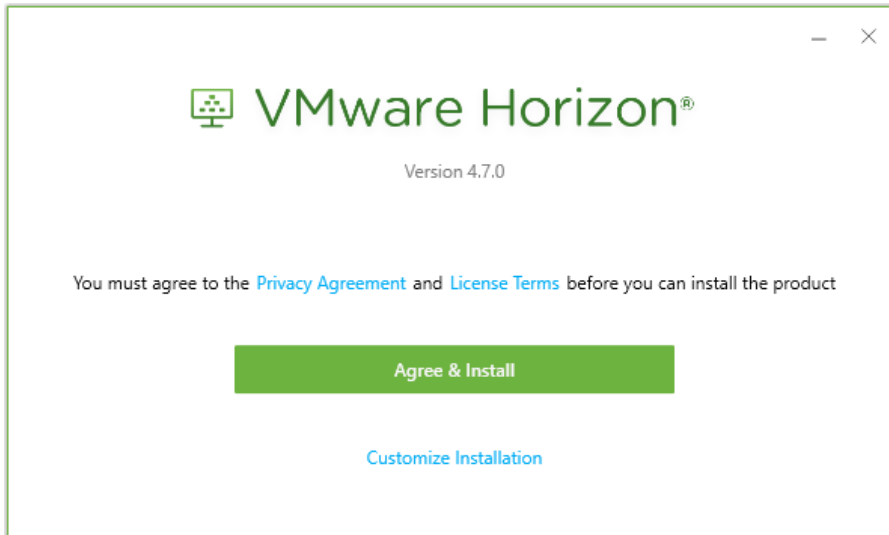 VMware Horizon®
Version 4.7.0
You must agree to the Privacy Agreement and License Terms before you can install the product
Agree & Install
Customize Installation